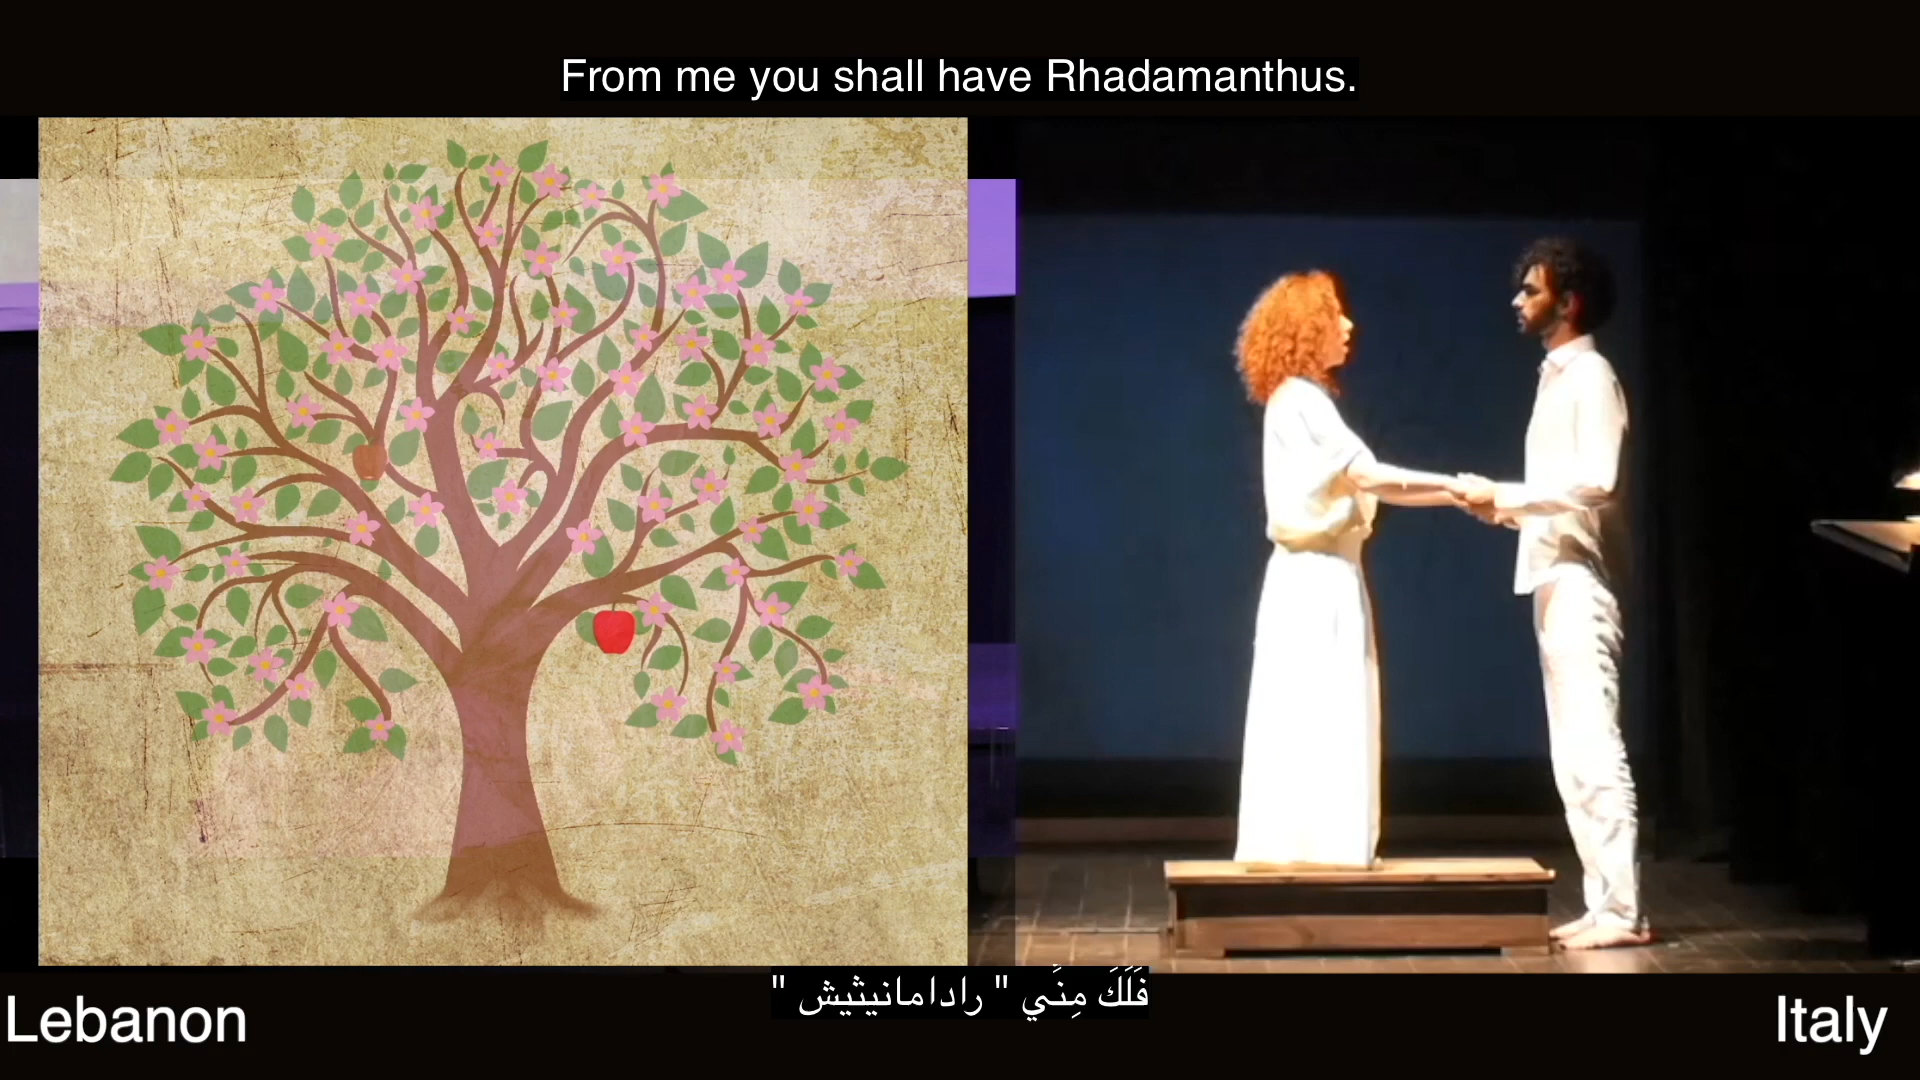 From me you shall have Rhadamanthus.
فَلَكَ مِنِّي " رادامانيثيش "
Lebanon
Italy